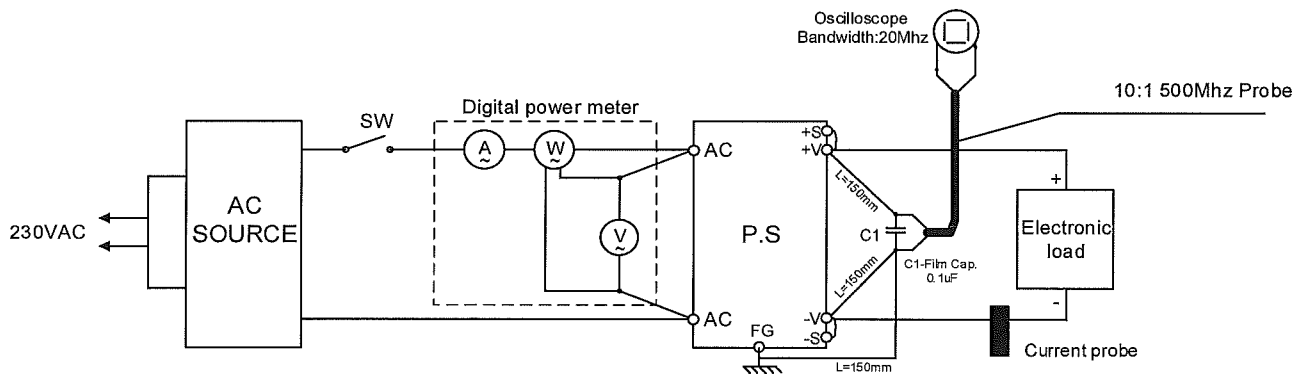 Oscilloscope
Bandwidth:20Mhz
10:1 500Mhz Probe
Digital power meter
SW
A
~
W
~
V
~
AC
AC
230VAC
AC
SOURCE
P.S
+S
+V
-V
-S
FG
L=150mm
L=150mm
L=150mm
C1
C1-Film Cap.
0.1uF
+
Electronic
load
-
Current probe